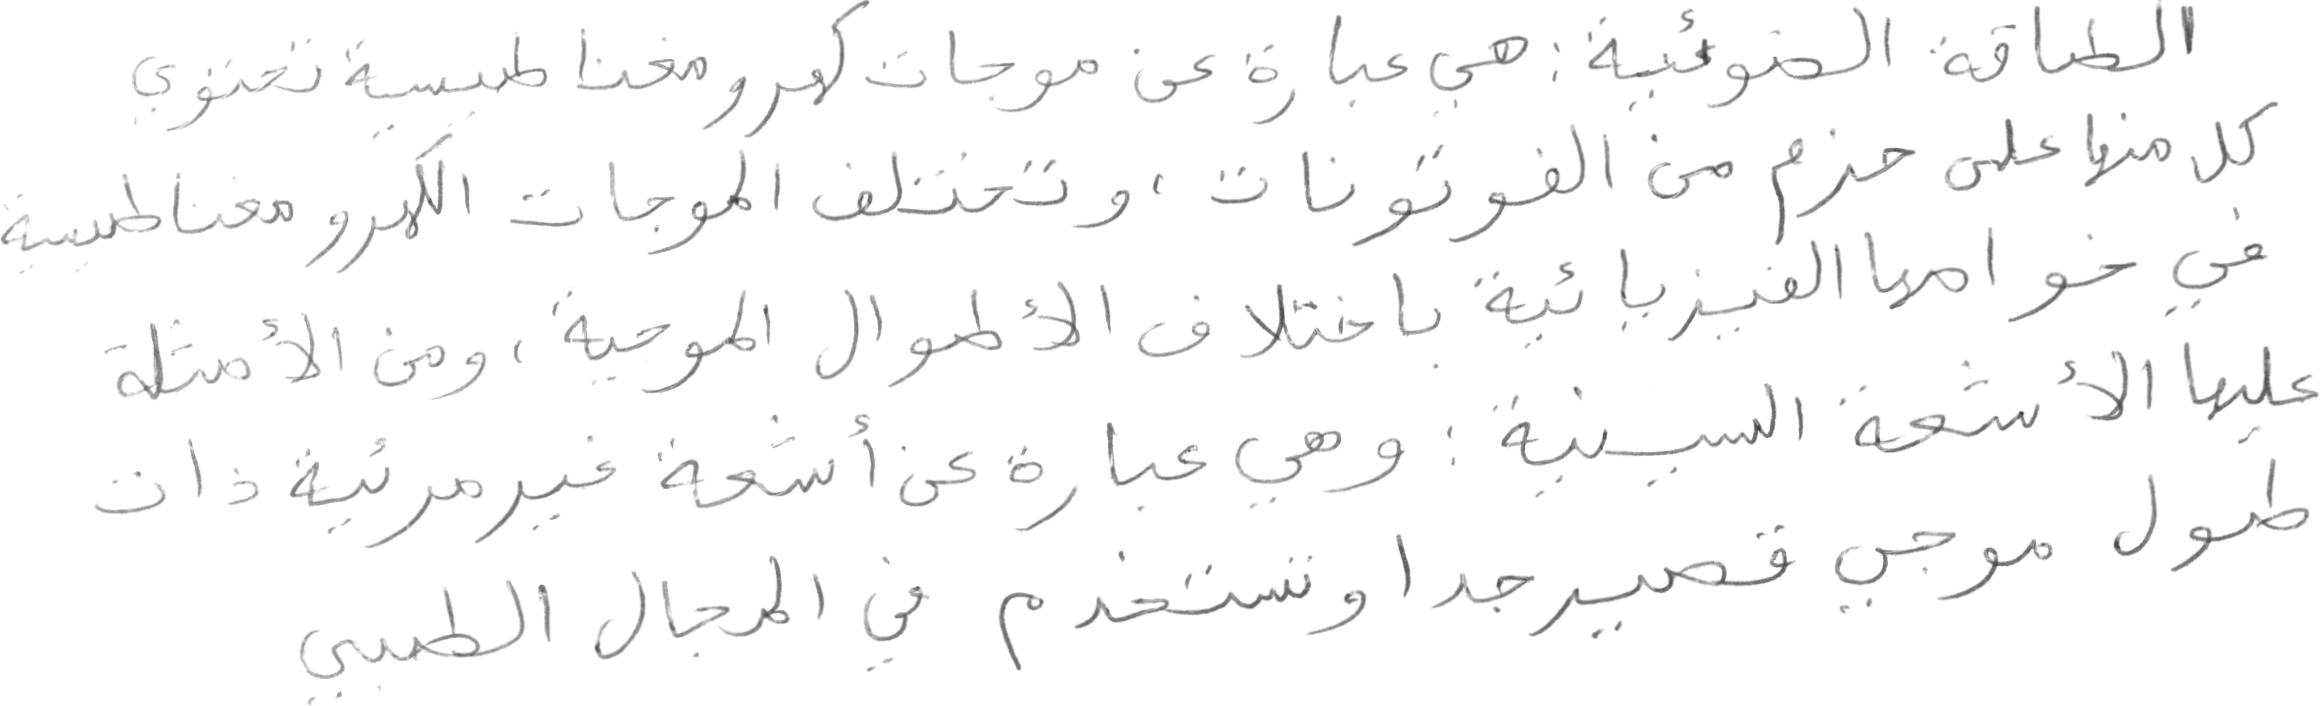 الطاقة الضوئية : هي عبارة عن موجات كهرومغناطيسية تحتوي
كل منها على حزم من الفوتونات ، وتختلف الموجات الكهرومغناطيسية
في خواصها الفيزيائية باختلاف الأطوال الموجية ، ومن الأمثلة
عليها الأشعة السينية : وهي عبارة عن أشعة غير مرئية ذات
طول موجي قصير جدا وتستخدم في المجال الطبي